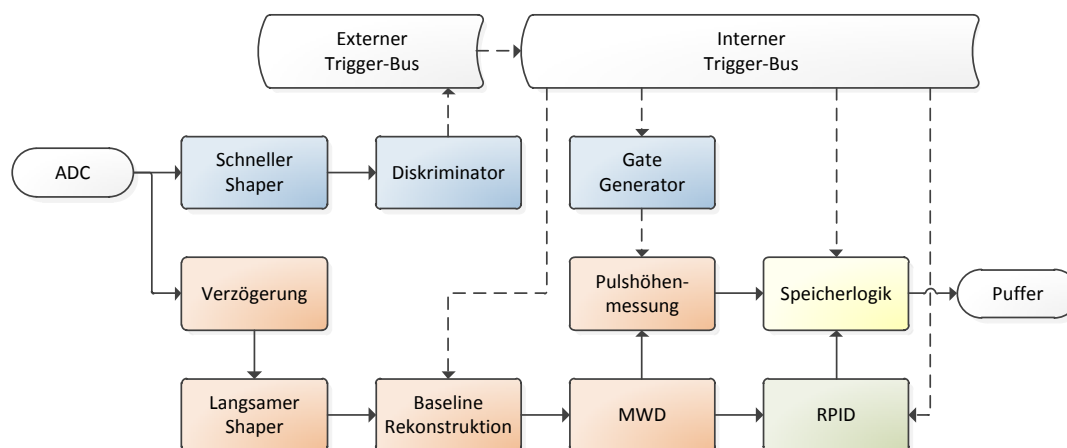 Externer
Trigger-Bus
Interner
Trigger-Bus
ADC
Schneller
Shaper
Diskriminator
Gate
Generator
Verzögerung
Pulshöhen-
messung
Speicherlogik
Puffer
Langsamer
Shaper
Baseline
Rekonstruktion
MWD
RPID